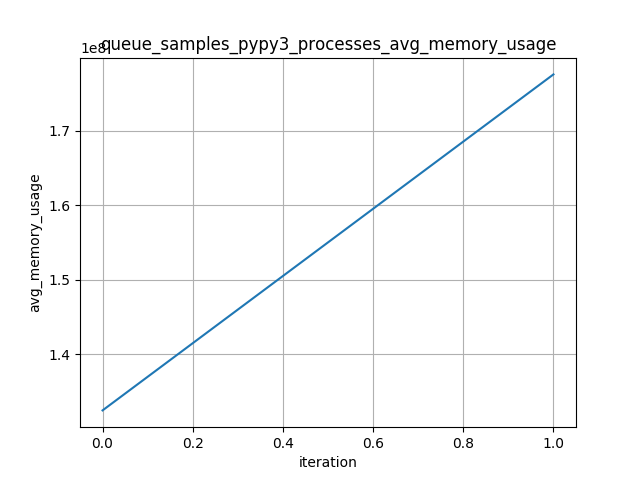 queue_samples_pypy3_processes_avg_memory_usage
1e8
1.7
1.6
1.5
1.4
avg_memory_usage
0.0 0.2 0.4 0.6 0.8 1.0
iteration